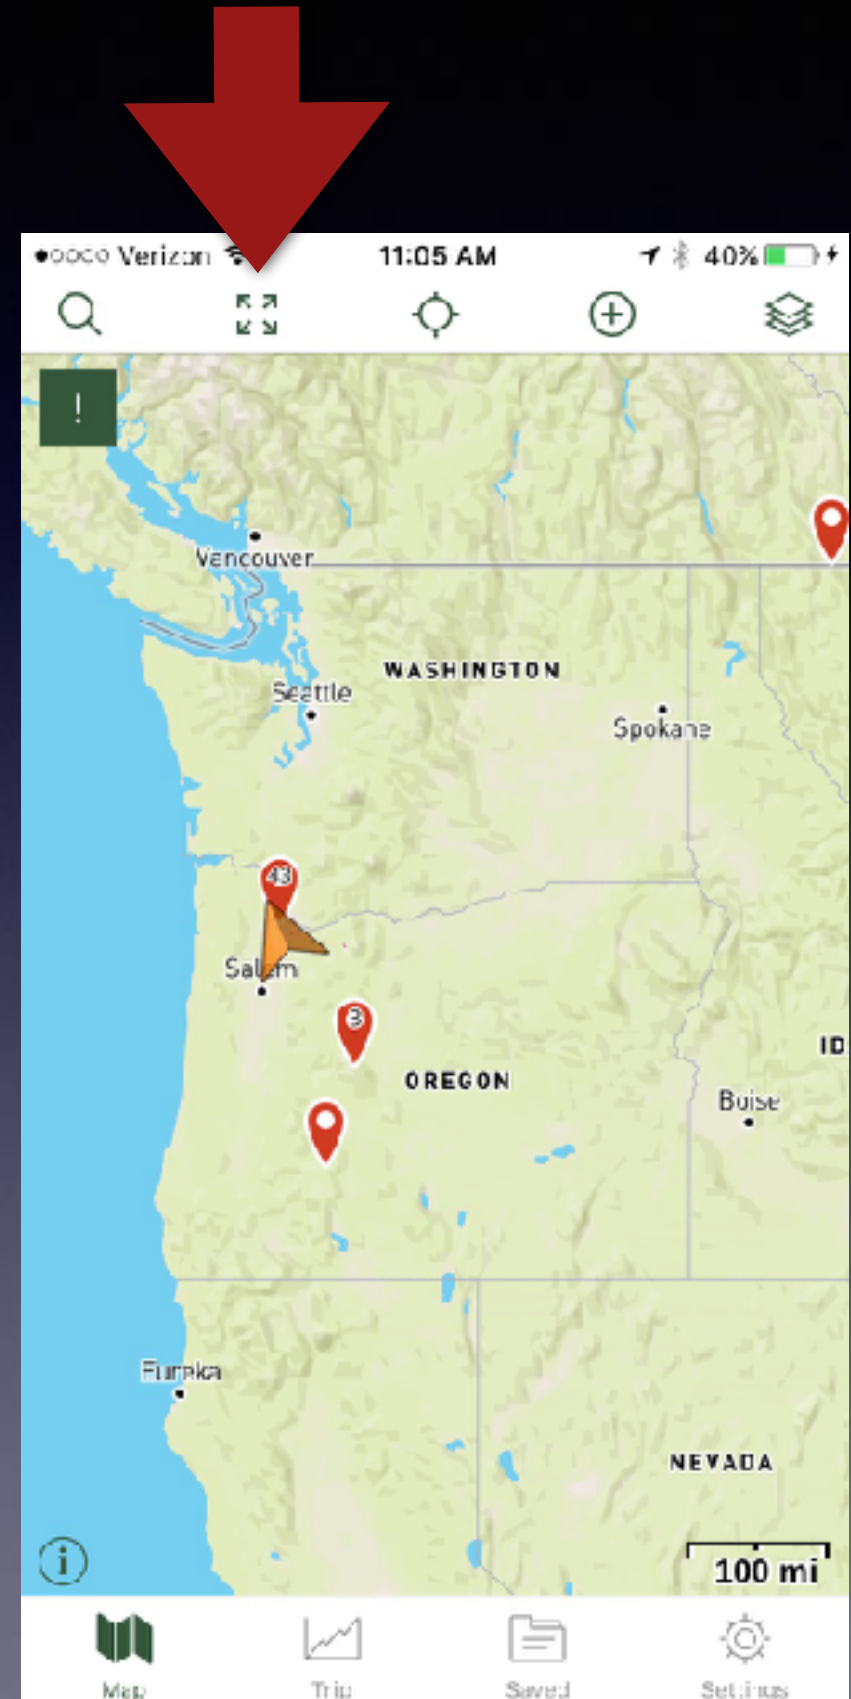 Verizon 11:05 AM 40%
!
Vancouver
WASHINGTON
Seattle
Spokane
43
Salem
3
ID
OREGON
Boise
Eureka
NEVADA
i
100 mi
Map Trip Saved Settings